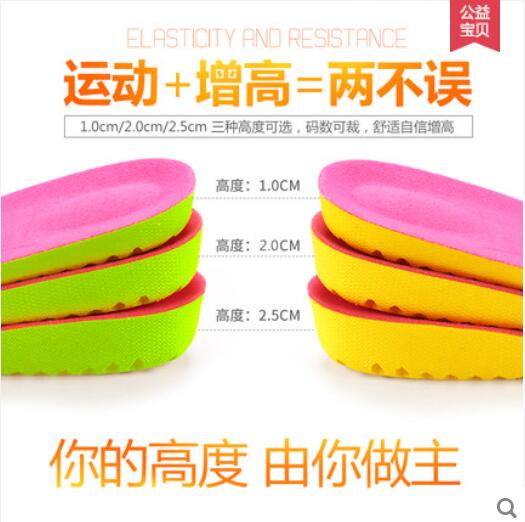 公益
宝贝
ELASTICITY AND RESISTANCE
运动+增高=两不误
1.0cm/2.0cm/2.5cm 三种高度可选，码数可裁，舒适自信增高
高度：1.0CM
高度：2.0CM
高度：2.5CM
你的高度 由你做主